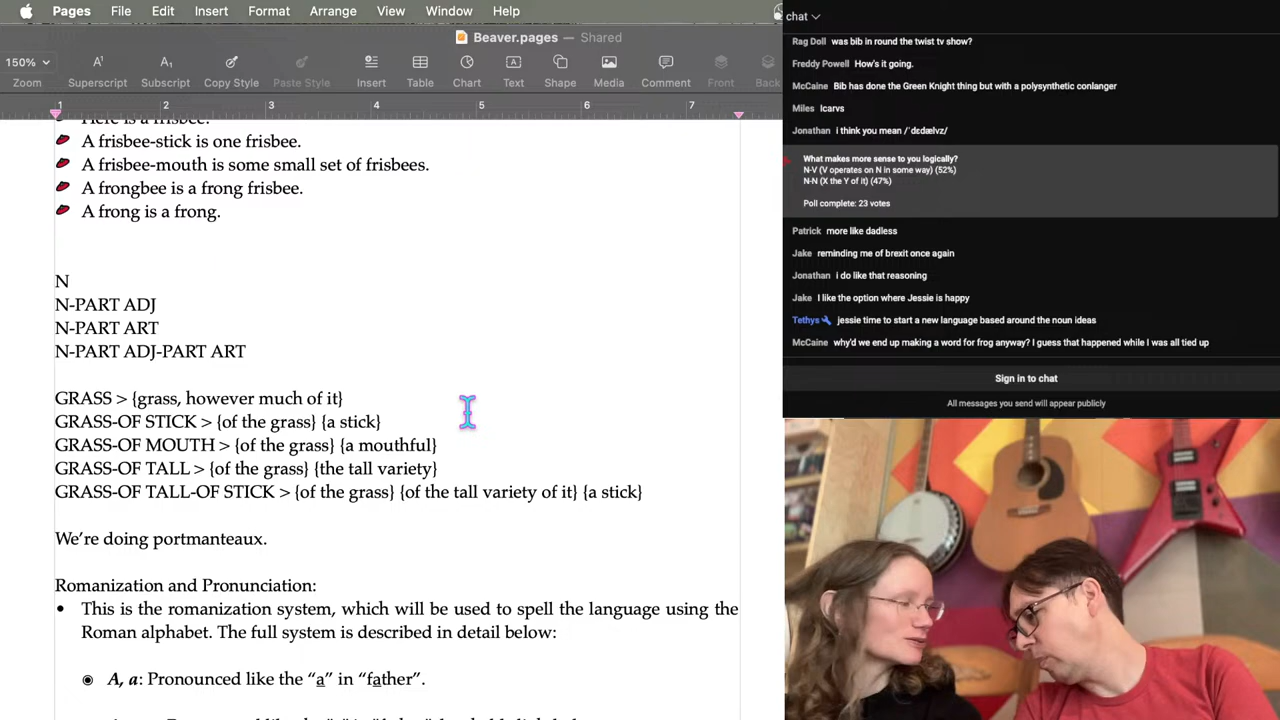 Pages File Edit Insert Format Arrange View Window Help
Beaver.pages — Shared
150%
Zoom Superscript Subscript Copy Style Paste Style Insert Table Chart Text Shape Media Comment Front Back
1 2 3 4 5 6 7
Here is a frisbee.
A frisbee-stick is one frisbee.
A frisbee-mouth is some small set of frisbees.
A frongbee is a frong frisbee.
A frong is a frong.
N
N-PART ADJ
N-PART ART
N-PART ADJ-PART ART
GRASS > {grass, however much of it}
GRASS-OF STICK > {of the grass} {a stick}
GRASS-OF MOUTH > {of the grass} {a mouthful}
GRASS-OF TALL > {of the grass} {the tall variety}
GRASS-OF TALL-OF STICK > {of the grass} {of the tall variety of it} {a stick}
We’re doing portmanteaux.
Romanization and Pronunciation:
• This is the romanization system, which will be used to spell the language using the
Roman alphabet. The full system is described in detail below:
A, a: Pronounced like the “a” in “father”.
chat
Rag Doll was bib in round the twist tv show?
Freddy Powell How's it going.
McCaine Bib has done the Green Knight thing but with a polysynthetic conlanger
Miles Icarvs
Jonathan i think you mean /ˈdɛdælvz/
What makes more sense to you logically?
N-V (V operates on N in some way) (52%)
N-N (X the Y of it) (47%)
Poll complete: 23 votes
Patrick more like dadless
Jake reminding me of brexit once again
Jonathan i do like that reasoning
Jake I like the option where Jessie is happy
Tethys jessie time to start a new language based around the noun ideas
McCaine why'd we end up making a word for frog anyway? I guess that happened while I was all tied up
Sign in to chat
All messages you send will appear publicly